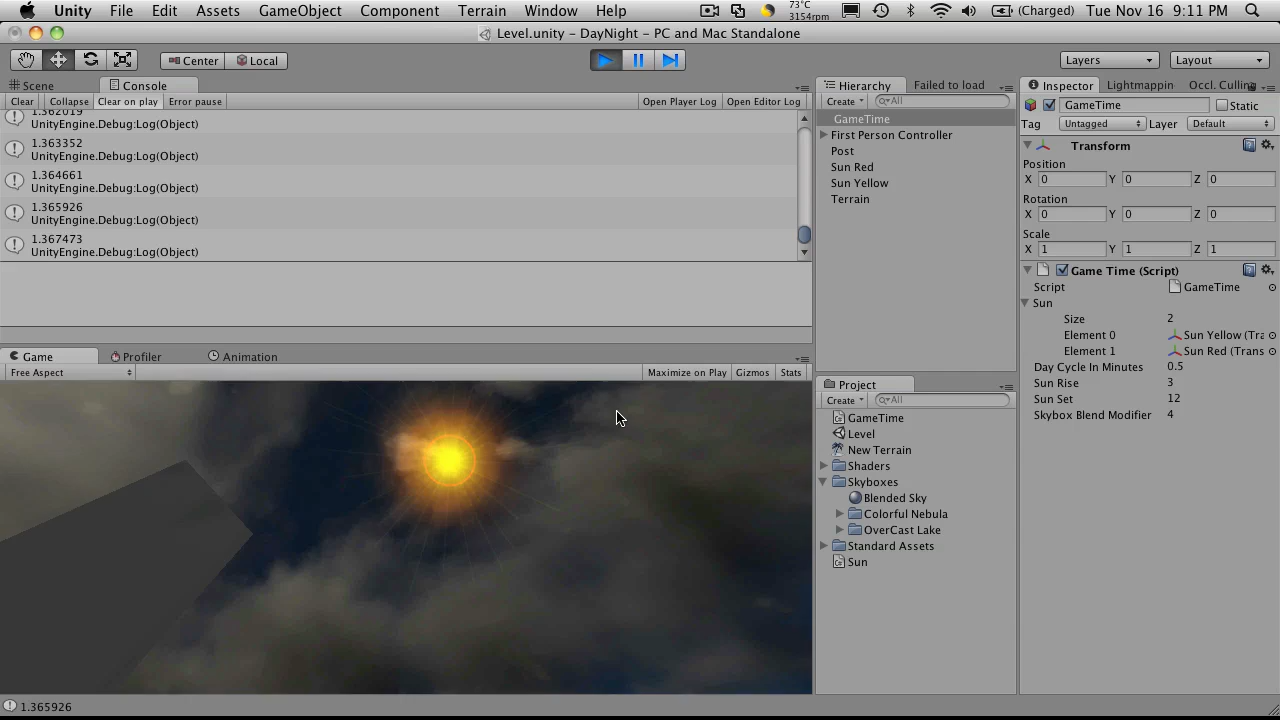 Unity File Edit Assets GameObject Component Terrain Window Help 73°C 3154rpm (Charged) Tue Nov 16 9:11 PM
Level.unity - DayNight - PC and Mac Standalone
Center Local Layers Layout
Scene Console
Clear Collapse Clear on play Error pause Open Player Log Open Editor Log
1.362019
UnityEngine.Debug:Log(Object)
1.363352
UnityEngine.Debug:Log(Object)
1.364661
UnityEngine.Debug:Log(Object)
1.365926
UnityEngine.Debug:Log(Object)
1.367473
UnityEngine.Debug:Log(Object)
Game Profiler Animation
Free Aspect Maximize on Play Gizmos Stats
1.365926
Hierarchy Failed to load
Create All
GameTime
First Person Controller
Post
Sun Red
Sun Yellow
Terrain
Project
Create All
GameTime
Level
New Terrain
Shaders
Skyboxes
Blended Sky
Colorful Nebula
OverCast Lake
Standard Assets
Sun
Inspector Lightmappin Occl. Culling
GameTime Static
Tag Untagged Layer Default
Transform
Position
X 0 Y 0 Z 0
Rotation
X 0 Y 0 Z 0
Scale
X 1 Y 1 Z 1
Game Time (Script)
Script GameTime
Sun
Size 2
Element 0 Sun Yellow (Tra
Element 1 Sun Red (Trans
Day Cycle In Minutes 0.5
Sun Rise 3
Sun Set 12
Skybox Blend Modifier 4